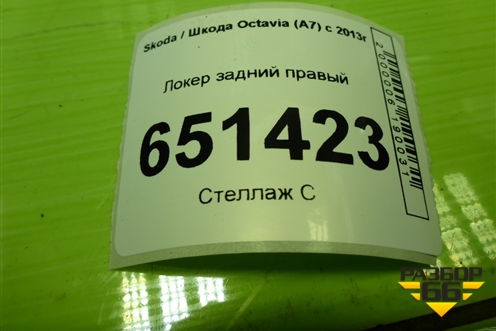 Skoda / Шкода Octavia (A7) с 2013г
Локер задний правый
651423
Стеллаж С
РАЗБОР
66